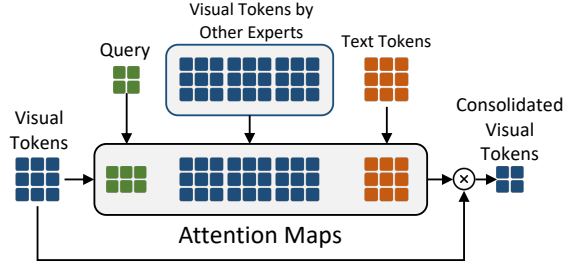 Visual Tokens by
Other Experts
Query
Text Tokens
Visual
Tokens
Consolidated
Visual
Tokens
×
Attention Maps